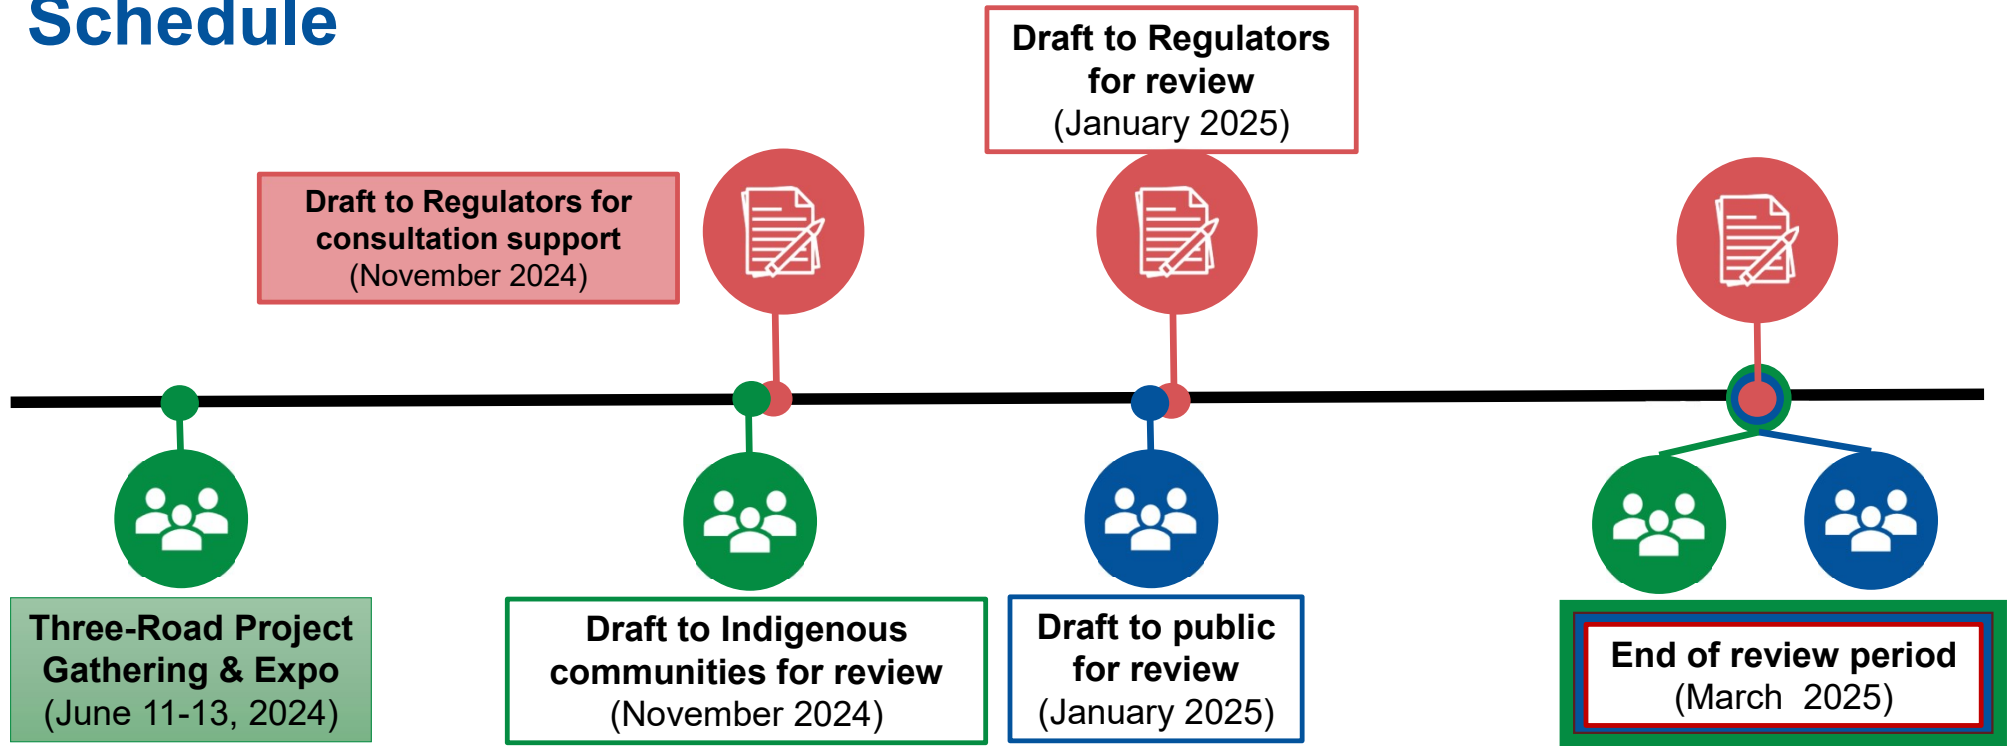 Schedule
Draft to Regulators
for review
(January 2025)
Draft to Regulators for
consultation support
(November 2024)
Three-Road Project
Gathering & Expo
(June 11-13, 2024)
Draft to Indigenous
communities for review
(November 2024)
Draft to public
for review
(January 2025)
End of review period
(March  2025)